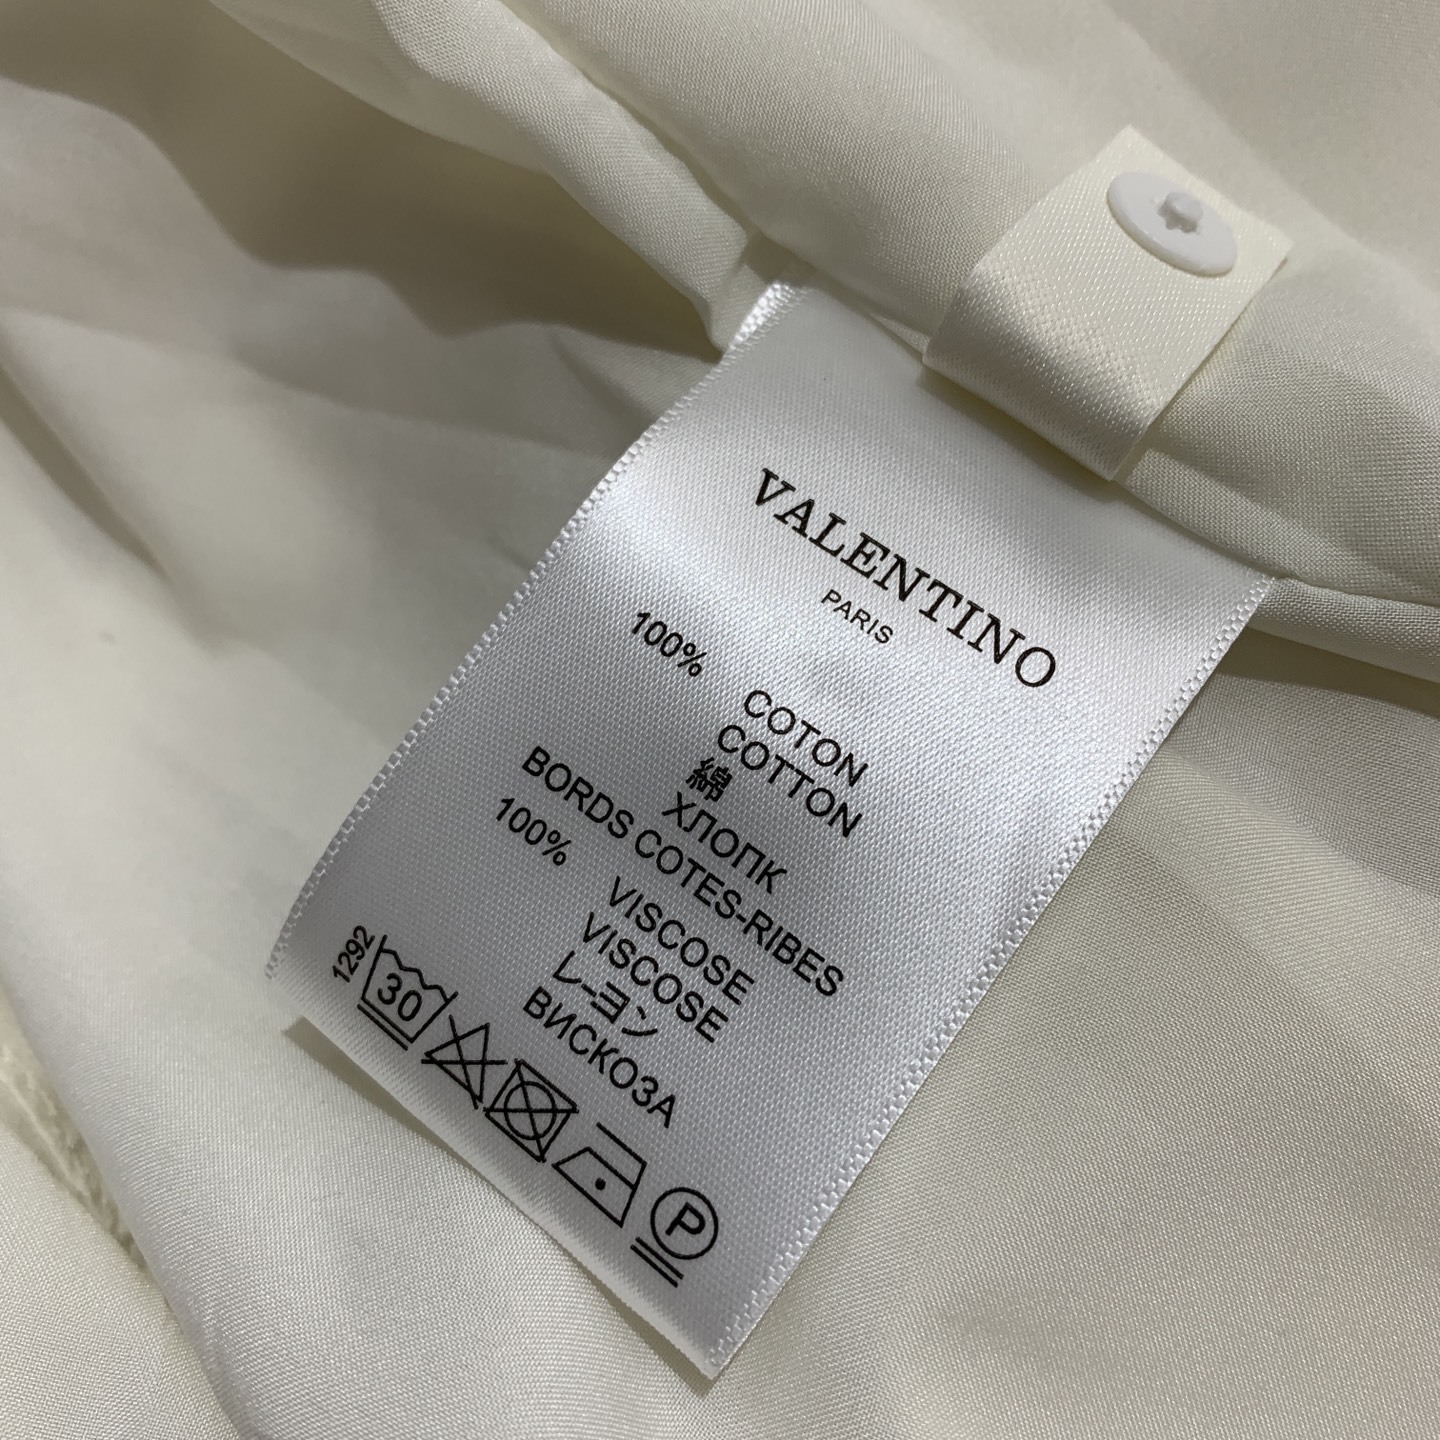 VALENTINO
PARIS
100%
COTON
COTTON
綿
ХЛОПК
BORDS COTES-RIBES
100%
VISCOSE
VISCOSE
レーヨン
ВИСКОЗА
1292
30
P